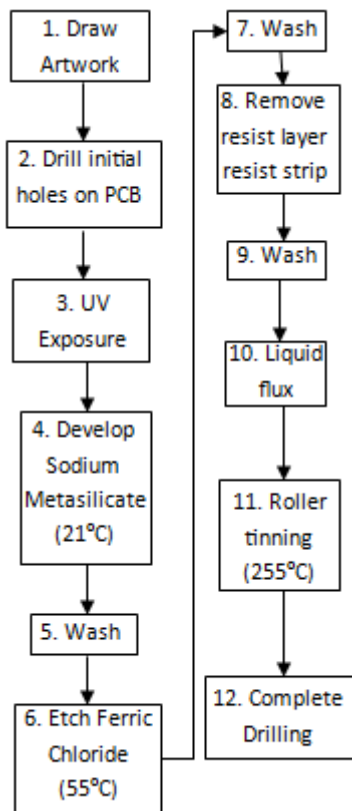 1. Draw
Artwork
2. Drill initial
holes on PCB
3. UV
Exposure
4. Develop
Sodium
Metasilicate
(21°C)
5. Wash
6. Etch Ferric
Chloride
(55°C)
7. Wash
8. Remove
resist layer
resist strip
9. Wash
10. Liquid
flux
11. Roller
tinning
(255°C)
12. Complete
Drilling